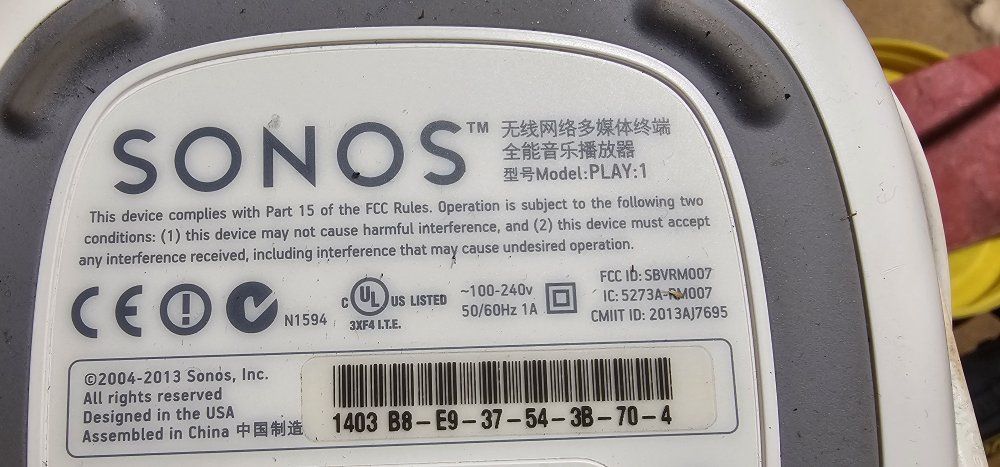 SONOS™
无线网络多媒体终端
全能音乐播放器
型号Model:PLAY:1
This device complies with Part 15 of the FCC Rules. Operation is subject to the following two
conditions: (1) this device may not cause harmful interference, and (2) this device must accept
any interference received, including interference that may cause undesired operation.
CE
N1594
C UL US LISTED
3XF4 I.T.E.
~100-240v
50/60Hz 1A
FCC ID: SBVRM007
IC: 5273A-RM007
CMIIT ID: 2013AJ7695
©2004-2013 Sonos, Inc.
All rights reserved
Designed in the USA
Assembled in China 中国制造
1403 B8-E9-37-54-3B-70-4